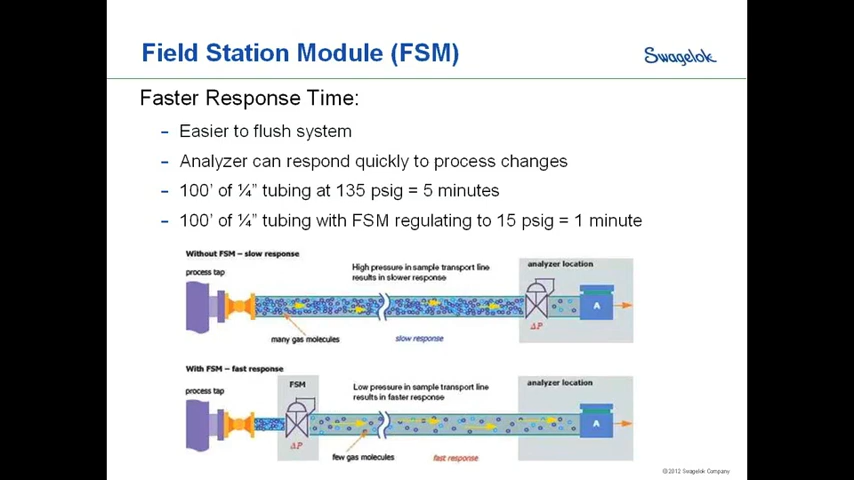 Field Station Module (FSM)
Swagelok
Faster Response Time:
– Easier to flush system
– Analyzer can respond quickly to process changes
– 100' of ¼" tubing at 135 psig = 5 minutes
– 100' of ¼" tubing with FSM regulating to 15 psig = 1 minute
Without FSM – slow response
process tap
High pressure in sample transport line
results in slower response
analyzer location
A
ΔP
many gas molecules
slow response
With FSM – fast response
process tap
FSM
Low pressure in sample transport line
results in faster response
analyzer location
A
ΔP
few gas molecules
fast response
©2012 Swagelok Company